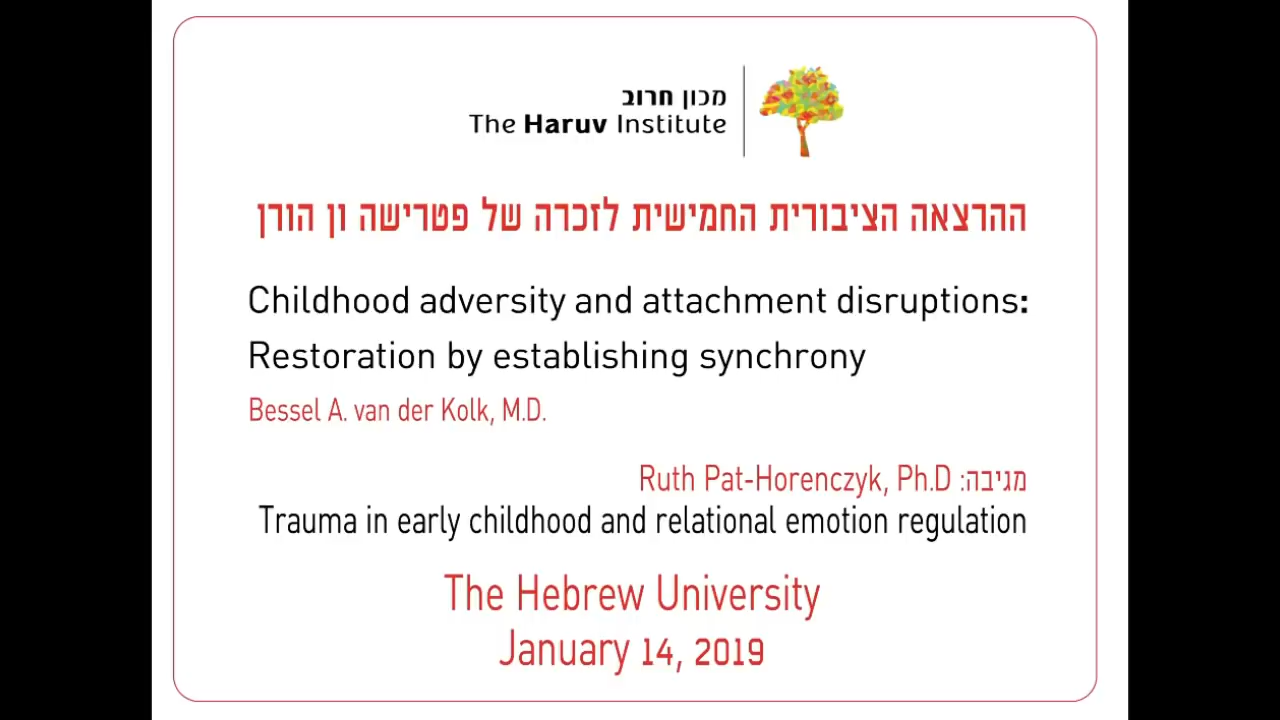 מכון חרוב
The Haruv Institute
ההרצאה הציבורית החמישית לזכרה של פטרישה ון הורן
Childhood adversity and attachment disruptions:
Restoration by establishing synchrony
Bessel A. van der Kolk, M.D.
מגיבה: Ruth Pat-Horenczyk, Ph.D
Trauma in early childhood and relational emotion regulation
The Hebrew University
January 14, 2019